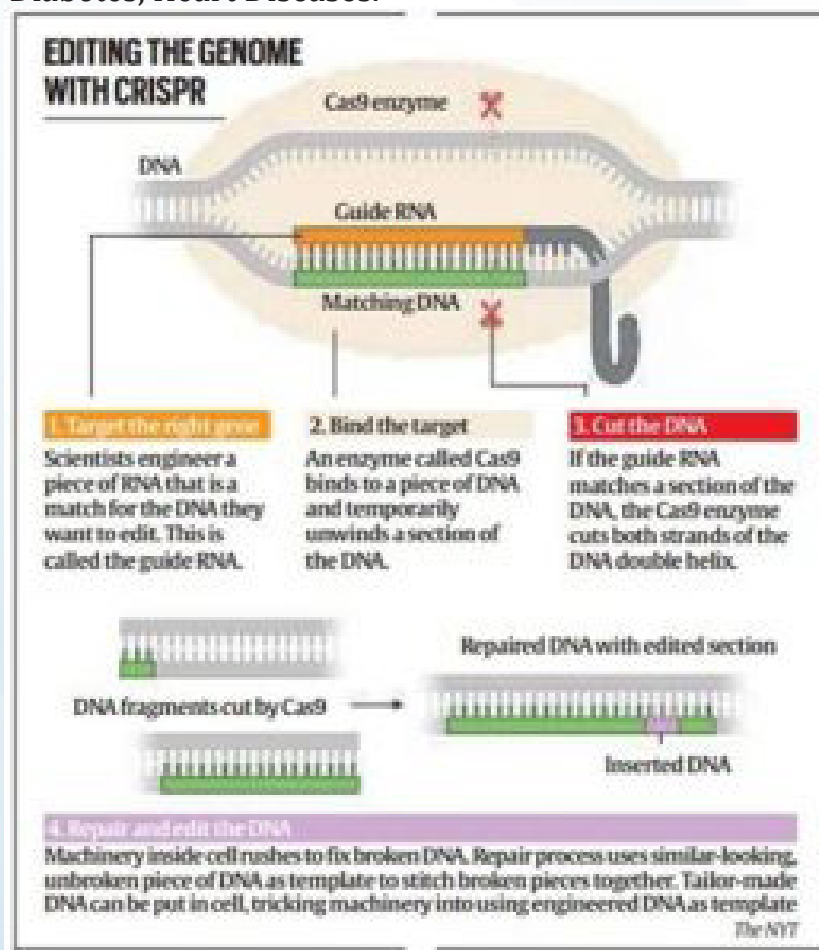 Diabetes, Heart Diseases.
EDITING THE GENOME
WITH CRISPR
Cas9 enzyme
DNA
Guide RNA
Matching DNA
1. Target the right gene
Scientists engineer a
piece of RNA that is a
match for the DNA they
want to edit. This is
called the guide RNA.
2. Bind the target
An enzyme called Cas9
binds to a piece of DNA
and temporarily
unwinds a section of
the DNA.
3. Cut the DNA
If the guide RNA
matches a section of the
DNA, the Cas9 enzyme
cuts both strands of the
DNA double helix.
Repaired DNA with edited section
DNA fragments cut by Cas9
Inserted DNA
4. Repair and edit the DNA
Machinery inside cell rushes to fix broken DNA. Repair process uses similar-looking,
unbroken piece of DNA as template to stitch broken pieces together. Tailor-made
DNA can be put in cell, tricking machinery into using engineered DNA as template
The NYT